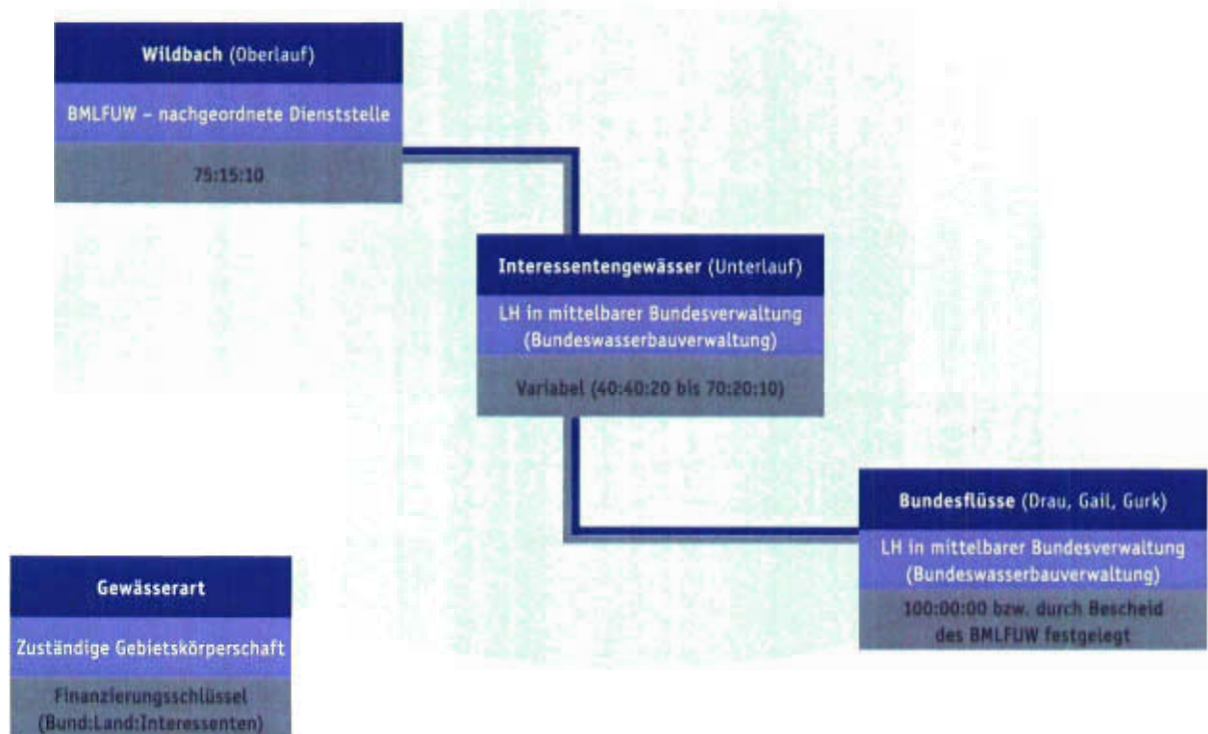 Wildbach (Oberlauf)
BMLFUW – nachgeordnete Dienststelle
75:15:10
Interessentengewässer (Unterlauf)
LH in mittelbarer Bundesverwaltung
(Bundeswasserbauverwaltung)
Variabel (40:40:20 bis 70:20:10)
Bundesflüsse (Drau, Gail, Gurk)
LH in mittelbarer Bundesverwaltung
(Bundeswasserbauverwaltung)
100:00:00 bzw. durch Bescheid
des BMLFUW festgelegt
Gewässerart
Zuständige Gebietskörperschaft
Finanzierungsschlüssel
(Bund:Land:Interessenten)